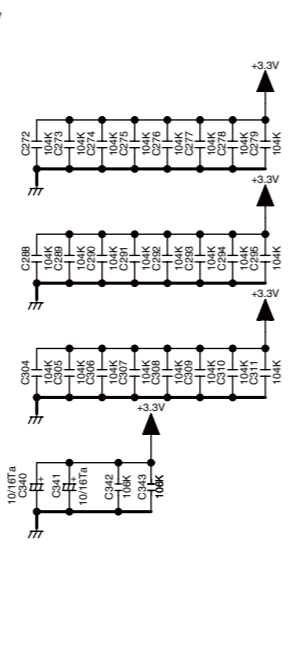 +3.3V
C272
104K
C273
104K
C274
104K
C275
104K
C276
104K
C277
104K
C278
104K
C279
104K
+3.3V
C288
104K
C289
104K
C290
104K
C291
104K
C292
104K
C293
104K
C294
104K
C295
104K
+3.3V
C304
104K
C305
104K
C306
104K
C307
104K
C308
104K
C309
104K
C310
104K
C311
104K
+3.3V
10/16Ta
C340
+
C341
+
10/16Ta
C342
106K
C343
106K